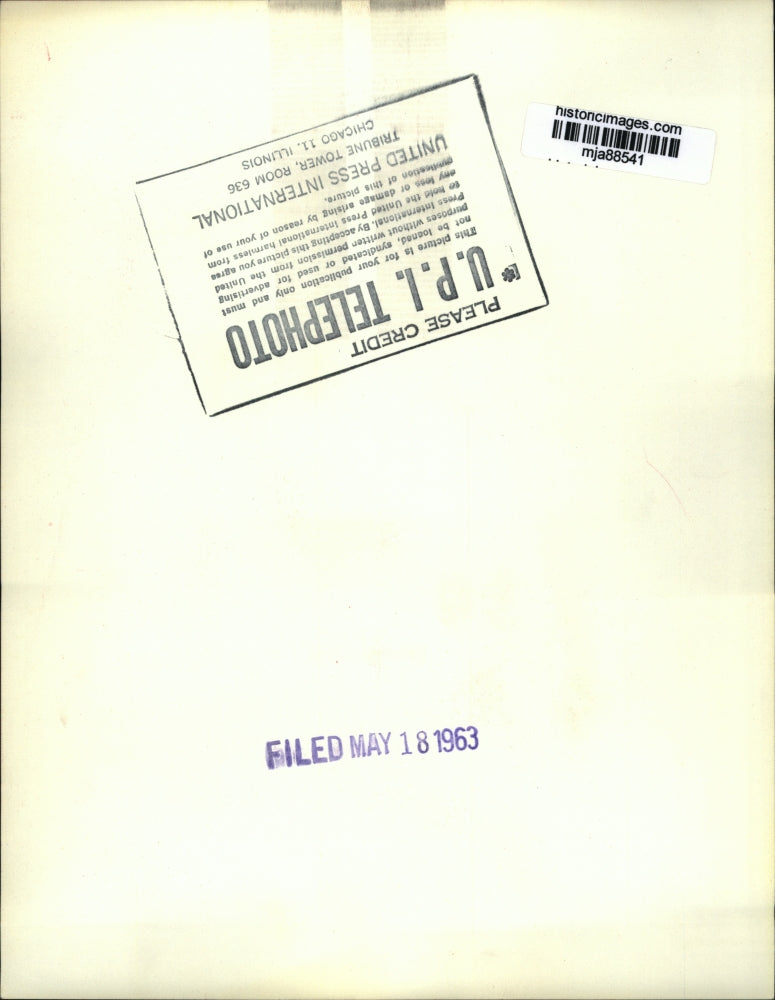 historicimages.com
mja88541
PLEASE CREDIT
U.P.I. TELEPHOTO
This picture is for your publication only and must
not be loaned, syndicated or used for advertising
purposes without written permission from the United
Press International. By accepting this picture you agree
to hold the United Press International harmless from
any loss or damage arising by reason of your use of
syndication of this picture.
UNITED PRESS INTERNATIONAL
TRIBUNE TOWER, ROOM 636
CHICAGO 11, ILLINOIS
FILED MAY 18 1963